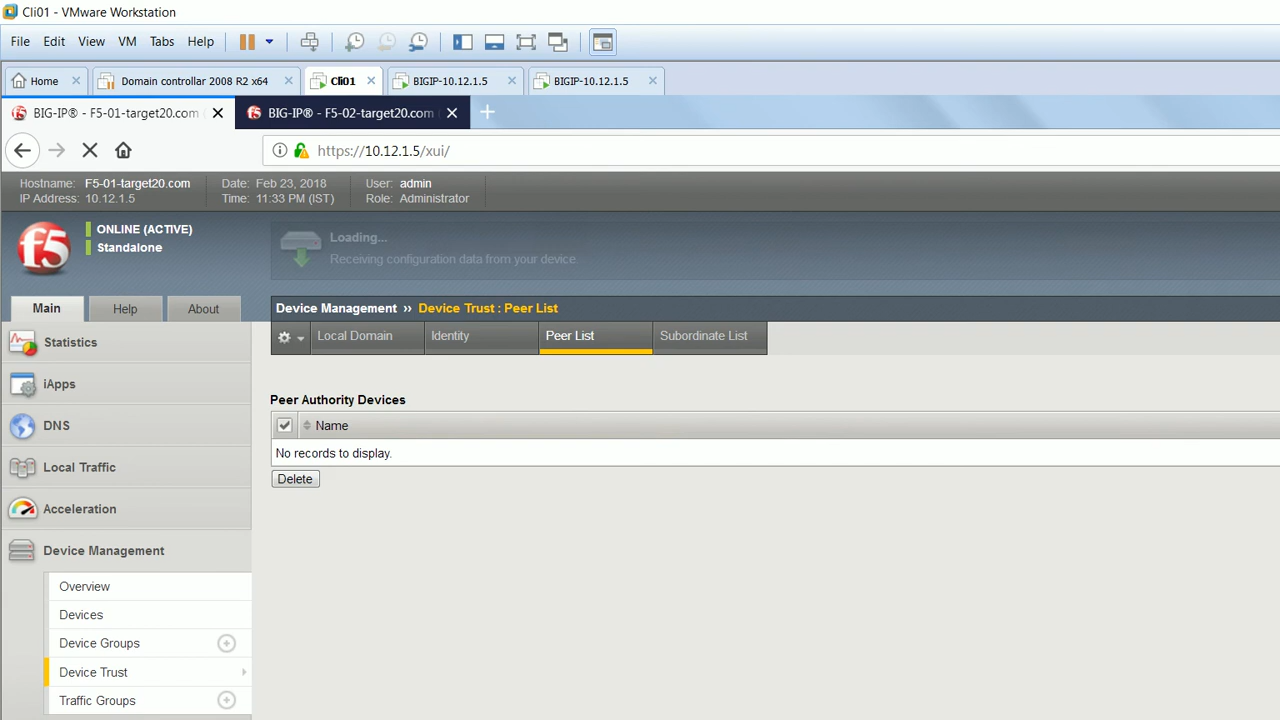 Cli01 - VMware Workstation
File Edit View VM Tabs Help
Home Domain controllar 2008 R2 x64 Cli01 BIGIP-10.12.1.5 BIGIP-10.12.1.5
BIG-IP® - F5-01-target20.com BIG-IP® - F5-02-target20.com
https://10.12.1.5/xui/
Hostname: F5-01-target20.com Date: Feb 23, 2018 User: admin
IP Address: 10.12.1.5 Time: 11:33 PM (IST) Role: Administrator
f5
ONLINE (ACTIVE)
Standalone
Loading...
Receiving configuration data from your device.
Main Help About
Device Management ›› Device Trust : Peer List
Local Domain Identity Peer List Subordinate List
Statistics
iApps
DNS
Local Traffic
Acceleration
Device Management
Overview
Devices
Device Groups
Device Trust
Traffic Groups
Peer Authority Devices
Name
No records to display.
Delete